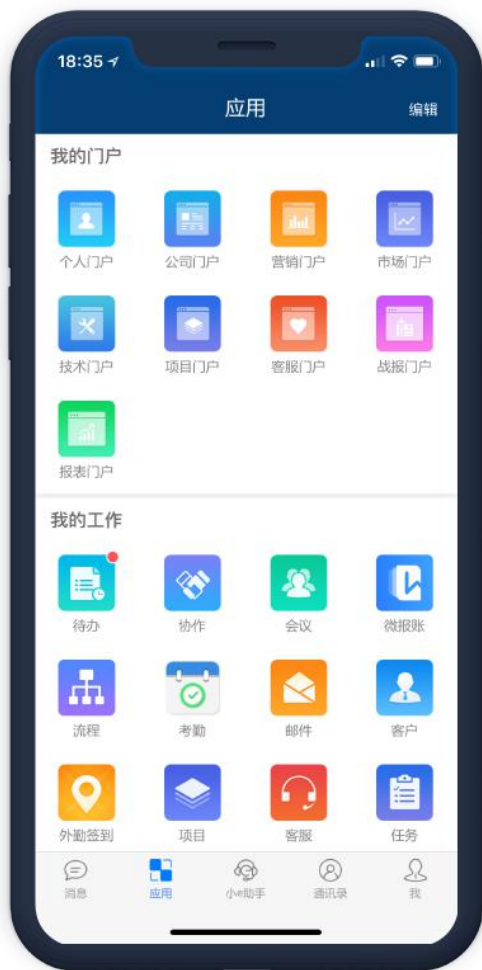 18:35
应用
编辑
我的门户
个人门户 公司门户 营销门户 市场门户
技术门户 项目门户 客服门户 战报门户
报表门户
我的工作
待办 协作 会议 微报账
流程 考勤 邮件 客户
外勤签到 项目 客服 任务
消息 应用 小e助手 通讯录 我